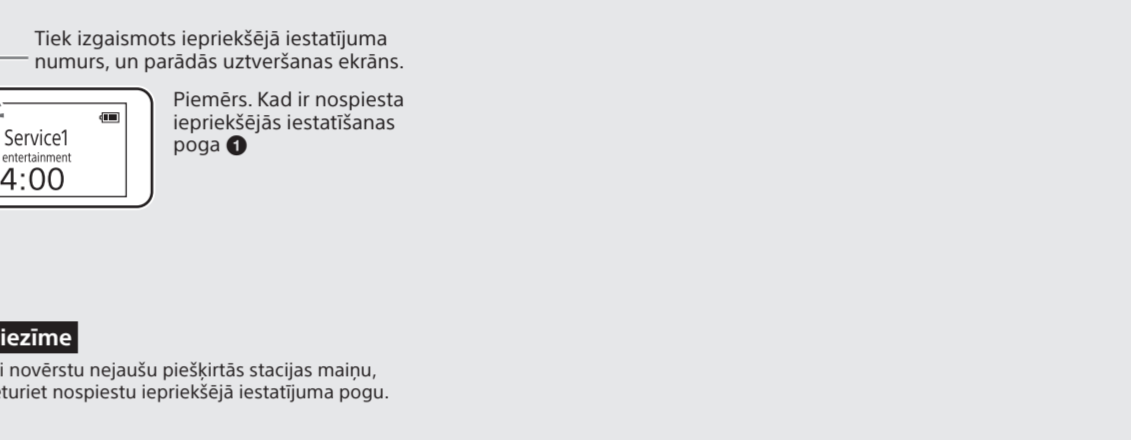 Tiek izgaismots iepriekšējā iestatījuma
numurs, un parādās uztveršanas ekrāns.
Piemērs. Kad ir nospiesta
iepriekšējās iestatīšanas
poga ❶
Service1
entertainment
4:00
iezīme
i novērstu nejaušu piešķirtās stacijas maiņu,
eturiet nospiestu iepriekšējā iestatījuma pogu.